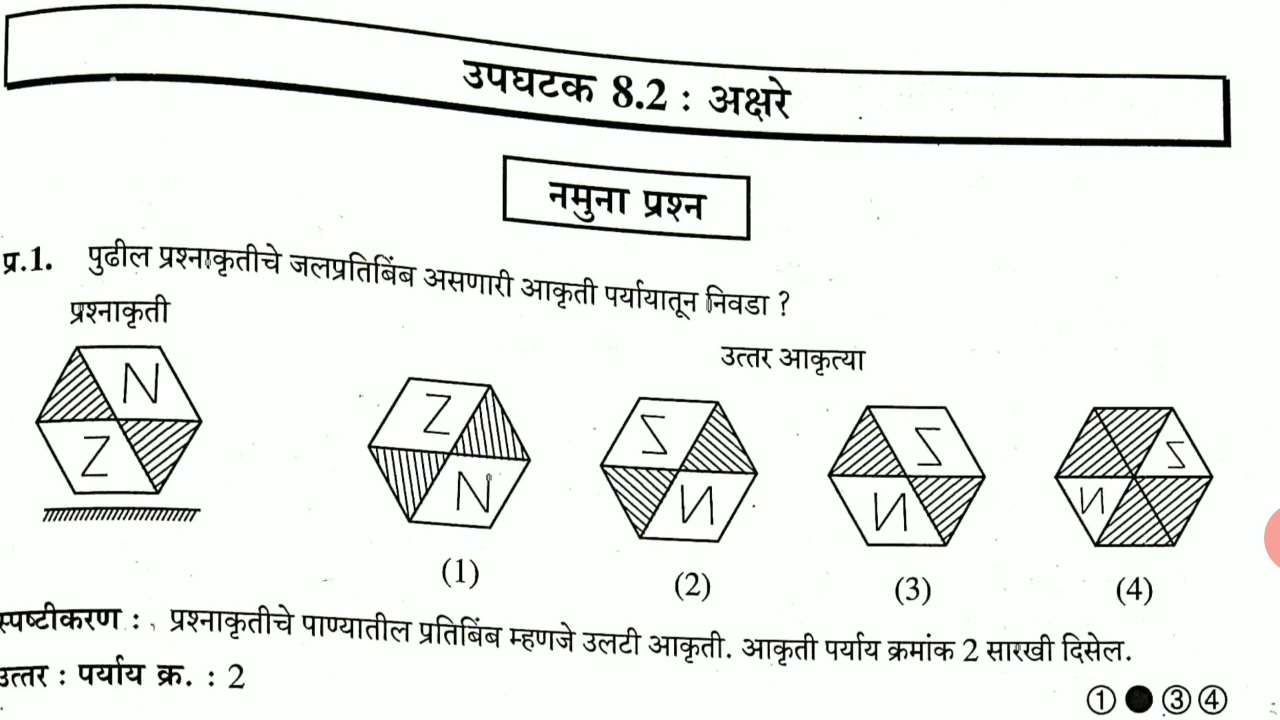 उपघटक 8.2 : अक्षरे
नमुना प्रश्न
प्र.1. पुढील प्रश्नाकृतीचे जलप्रतिबिंब असणारी आकृती पर्यायातून निवडा ?
प्रश्नाकृती
उत्तर आकृत्या
N
Z
Z
N
Z
N
Z
N
Z
N
(1) (2) (3) (4)
स्पष्टीकरण : प्रश्नाकृतीचे पाण्यातील प्रतिबिंब म्हणजे उलटी आकृती. आकृती पर्याय क्रमांक 2 सारखी दिसेल.
उत्तर : पर्याय क्र. : 2
① ● ③ ④